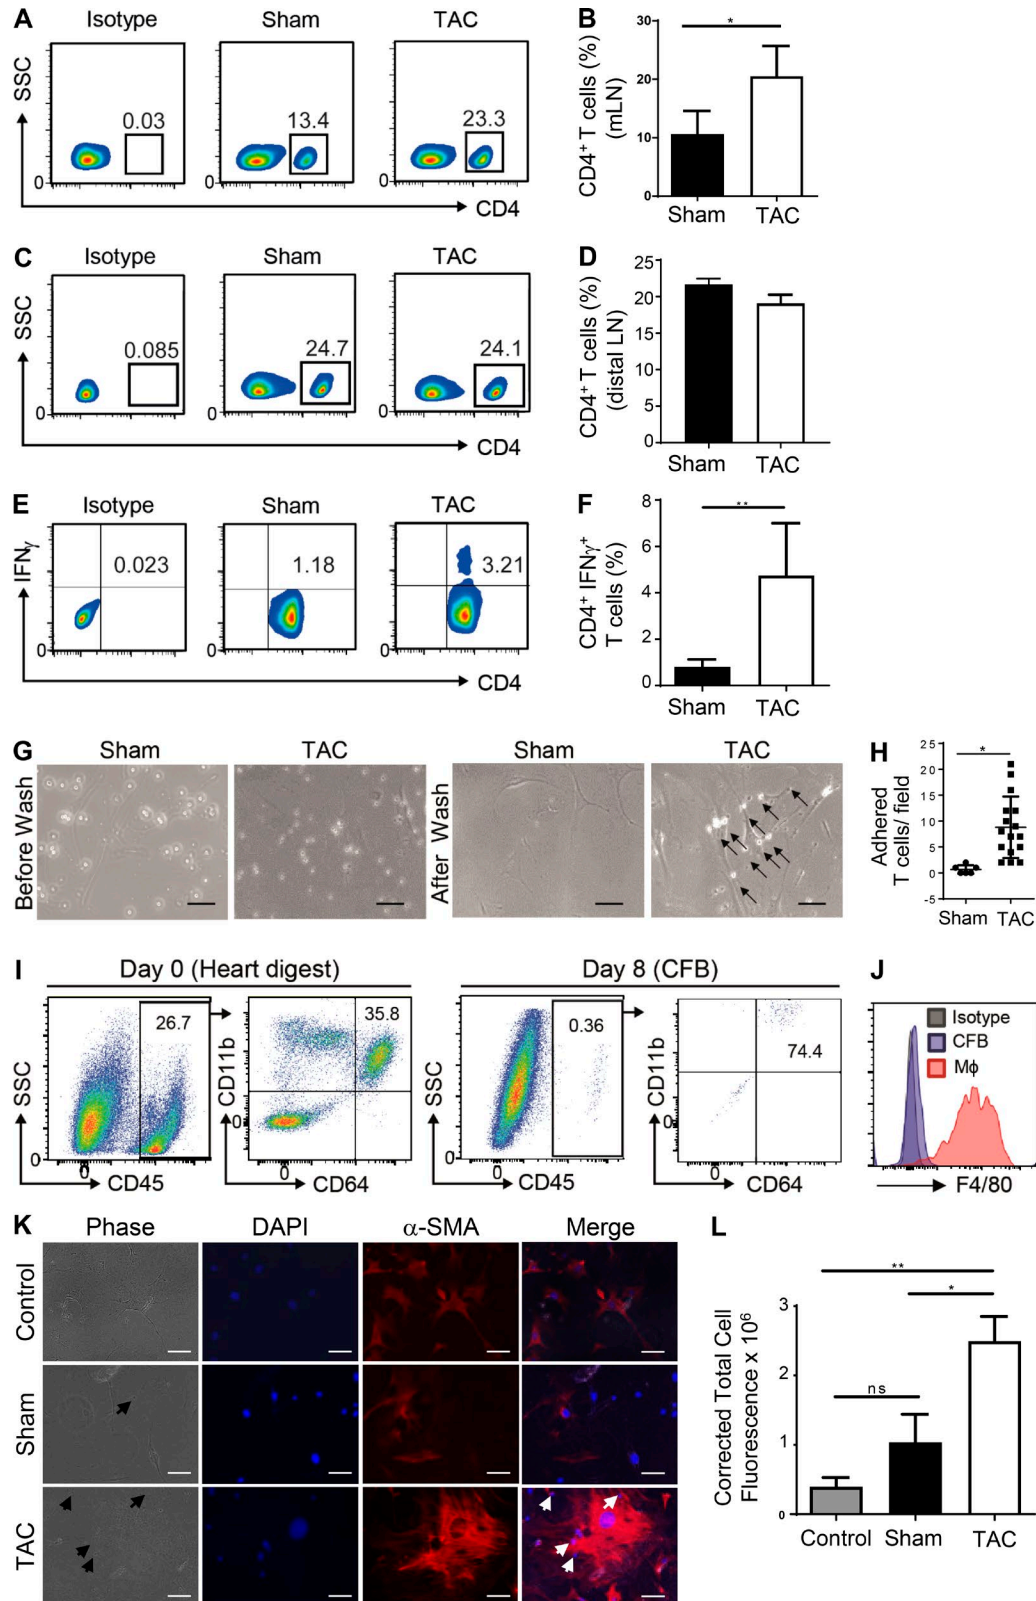 A
Isotype
Sham
TAC
SSC
0.03
13.4
23.3
0
0
0
CD4
B
*
CD4⁺ T cells (%)
(mLN)
30
20
10
0
Sham
TAC
C
Isotype
Sham
TAC
SSC
0.085
24.7
24.1
0
0
0
CD4
D
CD4⁺ T cells (%)
(distal LN)
25
20
15
10
5
0
Sham
TAC
E
Isotype
Sham
TAC
IFNγ
0.023
1.18
3.21
0
0
0
CD4
F
**
CD4⁺ IFNγ⁺
T cells (%)
8
6
4
2
0
Sham
TAC
G
Sham
TAC
Sham
TAC
Before Wash
After Wash
H
*
Adhered
T cells/ field
25
20
15
10
5
0
-5
Sham
TAC
I
Day 0 (Heart digest)
Day 8 (CFB)
SSC
26.7
0
0
CD45
CD11b
35.8
0
0
CD64
SSC
0.36
0
0
CD45
CD11b
74.4
0
0
CD64
J
Isotype
CFB
Mϕ
F4/80
K
Phase
DAPI
α-SMA
Merge
Control
Sham
TAC
L
**
*
ns
Corrected Total Cell
Fluorescence x 10⁶
3
2
1
0
Control
Sham
TAC